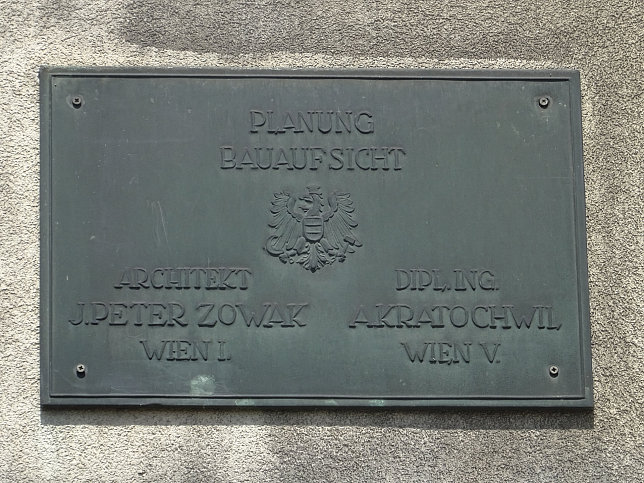 PLANUNG
BAUAUFSICHT
ARCHITEKT
J. PETER ZOWAK
WIEN I.
DIPL. ING.
A KRATOCHWIL
WIEN V.